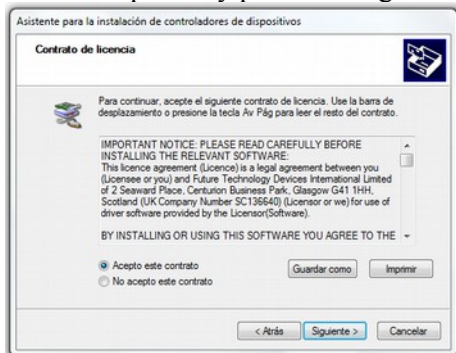 Asistente para la instalación de controladores de dispositivos
Contrato de licencia
Para continuar, acepte el siguiente contrato de licencia. Use la barra de
desplazamiento o presione la tecla Av Pág para leer el resto del contrato.
IMPORTANT NOTICE: PLEASE READ CAREFULLY BEFORE
INSTALLING THE RELEVANT SOFTWARE:
This licence agreement (Licence) is a legal agreement between you
(Licensee or you) and Future Technology Devices International Limited
of 2 Seaward Place, Centurion Business Park, Glasgow G41 1HH,
Scotland (UK Company Number SC136640) (Licensor or we) for use of
driver software provided by the Licensor(Software).
BY INSTALLING OR USING THIS SOFTWARE YOU AGREE TO THE
Acepto este contrato
No acepto este contrato
Guardar como
Imprimir
< Atrás
Siguiente >
Cancelar